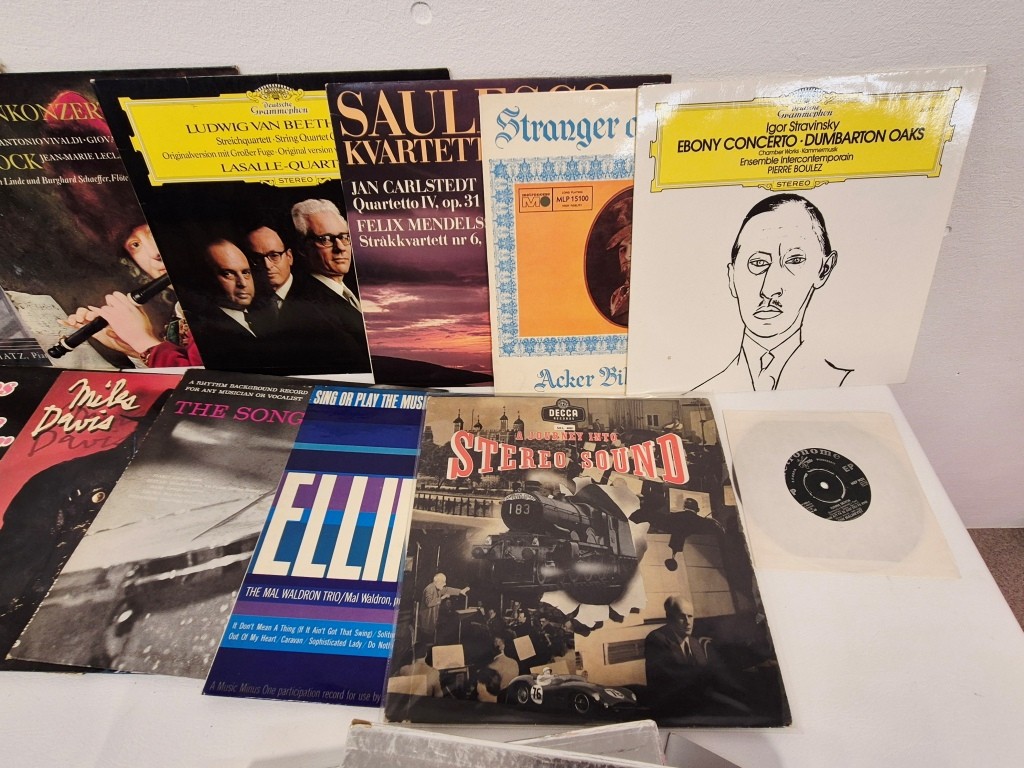 NKONZER
ANTONIO VIVALDI · GIOV
OCK JEAN-MARIE LECL
Linde und Burghard Schaeffer, Flöte
Deutsche
Grammophon
LUDWIG VAN BEETH
Streichquartett · String Quartet
Originalversion mit Großer Fuge · Original version
LASALLE-QUART
STEREO
SAULESCO
KVARTETT
JAN CARLSTEDT
Quartetto IV, op. 31
FELIX MENDELS
Stråkkvartett nr 6,
Stranger o
MLP 15100
Acker Bil
Deutsche
Grammophon
Igor Stravinsky
EBONY CONCERTO · DUMBARTON OAKS
Chamber Works · Kammermusik
Ensemble Intercontemporain
PIERRE BOULEZ
STEREO
Miles
Davis
Davis
A RHYTHM BACKGROUND RECORD
FOR ANY MUSICIAN OR VOCALIST
THE SONG
SING OR PLAY THE MUSI
ELLIN
THE MAL WALDRON TRIO/Mal Waldron, p
It Don't Mean A Thing (If It Ain't Got That Swing)/Solitu
Out Of My Heart/Caravan/Sophisticated Lady/Do Not
A Music Minus One participation record for use by
DECCA
RECORDS
A JOURNEY INTO
STEREO SOUND
183
76
EP